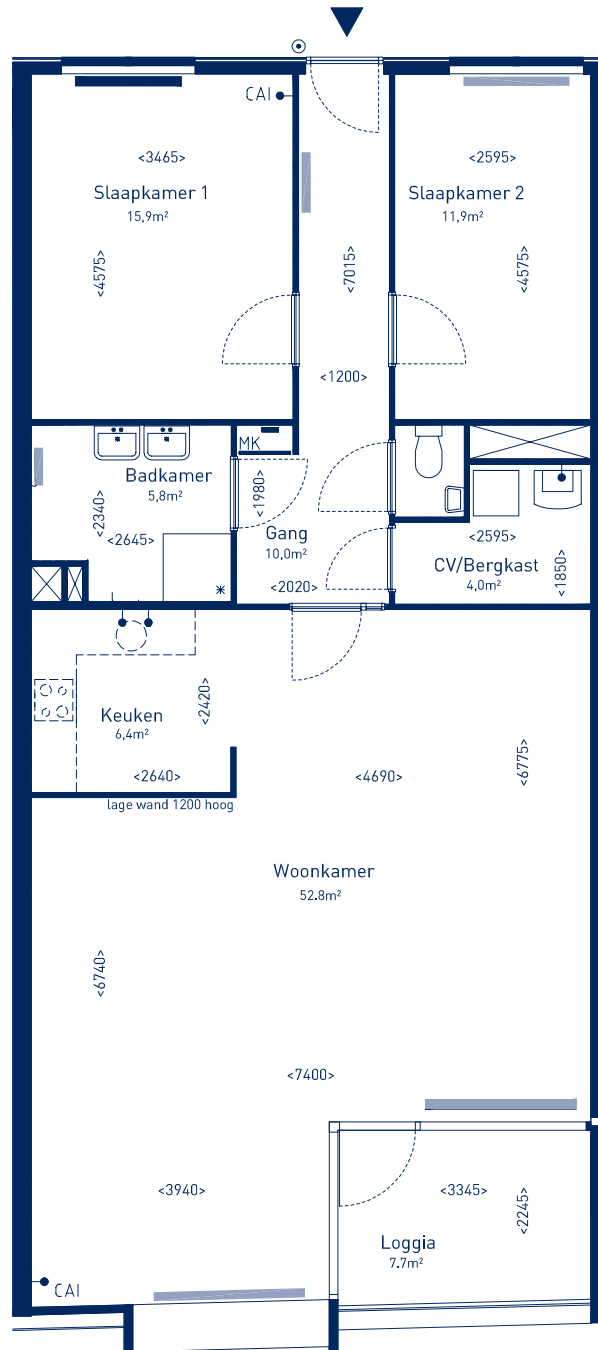 CAI
<3465>
<2595>
Slaapkamer 1
15,9m²
Slaapkamer 2
11,9m²
<4575>
<7015>
<4575>
<1200>
MK
Badkamer
5,8m²
<2340>
<2645>
<1980>
Gang
10,0m²
<2020>
<2595>
CV/Bergkast
4,0m²
<1850>
Keuken
6,4m²
<2420>
<2640>
lage wand 1200 hoog
<4690>
<6775>
Woonkamer
52.8m²
<6740>
<7400>
<3940>
<3345>
<2245>
Loggia
7.7m²
CAI